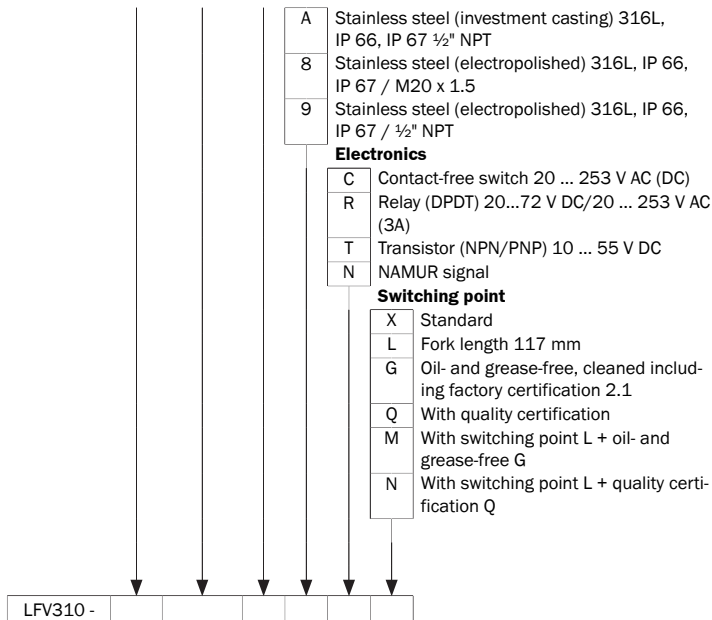 A Stainless steel (investment casting) 316L,
IP 66, IP 67 ½" NPT
8 Stainless steel (electropolished) 316L, IP 66,
IP 67 / M20 x 1.5
9 Stainless steel (electropolished) 316L, IP 66,
IP 67 / ½" NPT
Electronics
C Contact-free switch 20 ... 253 V AC (DC)
R Relay (DPDT) 20...72 V DC/20 ... 253 V AC
(3A)
T Transistor (NPN/PNP) 10 ... 55 V DC
N NAMUR signal
Switching point
X Standard
L Fork length 117 mm
G Oil- and grease-free, cleaned includ-
ing factory certification 2.1
Q With quality certification
M With switching point L + oil- and
grease-free G
N With switching point L + quality certi-
fication Q
LFV310 -